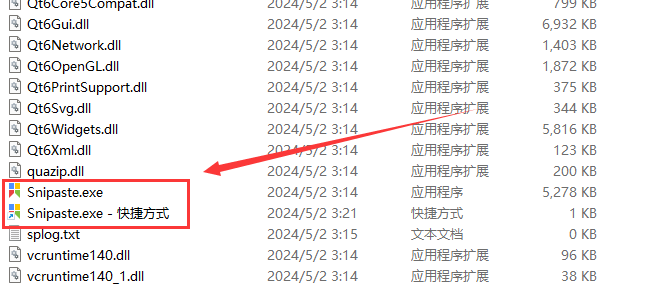 Qt6Core5Compat.dll 2024/5/2 3:14 应用程序扩展 799 KB
Qt6Gui.dll 2024/5/2 3:14 应用程序扩展 6,932 KB
Qt6Network.dll 2024/5/2 3:14 应用程序扩展 1,403 KB
Qt6OpenGL.dll 2024/5/2 3:14 应用程序扩展 1,872 KB
Qt6PrintSupport.dll 2024/5/2 3:14 应用程序扩展 375 KB
Qt6Svg.dll 2024/5/2 3:14 应用程序扩展 344 KB
Qt6Widgets.dll 2024/5/2 3:14 应用程序扩展 5,816 KB
Qt6Xml.dll 2024/5/2 3:14 应用程序扩展 123 KB
quazip.dll 2024/5/2 3:14 应用程序扩展 200 KB
Snipaste.exe 2024/5/2 3:14 应用程序 5,278 KB
Snipaste.exe - 快捷方式 2024/5/2 3:21 快捷方式 1 KB
splog.txt 2024/5/2 3:15 文本文档 0 KB
vcruntime140.dll 2024/5/2 3:14 应用程序扩展 96 KB
vcruntime140_1.dll 2024/5/2 3:14 应用程序扩展 38 KB